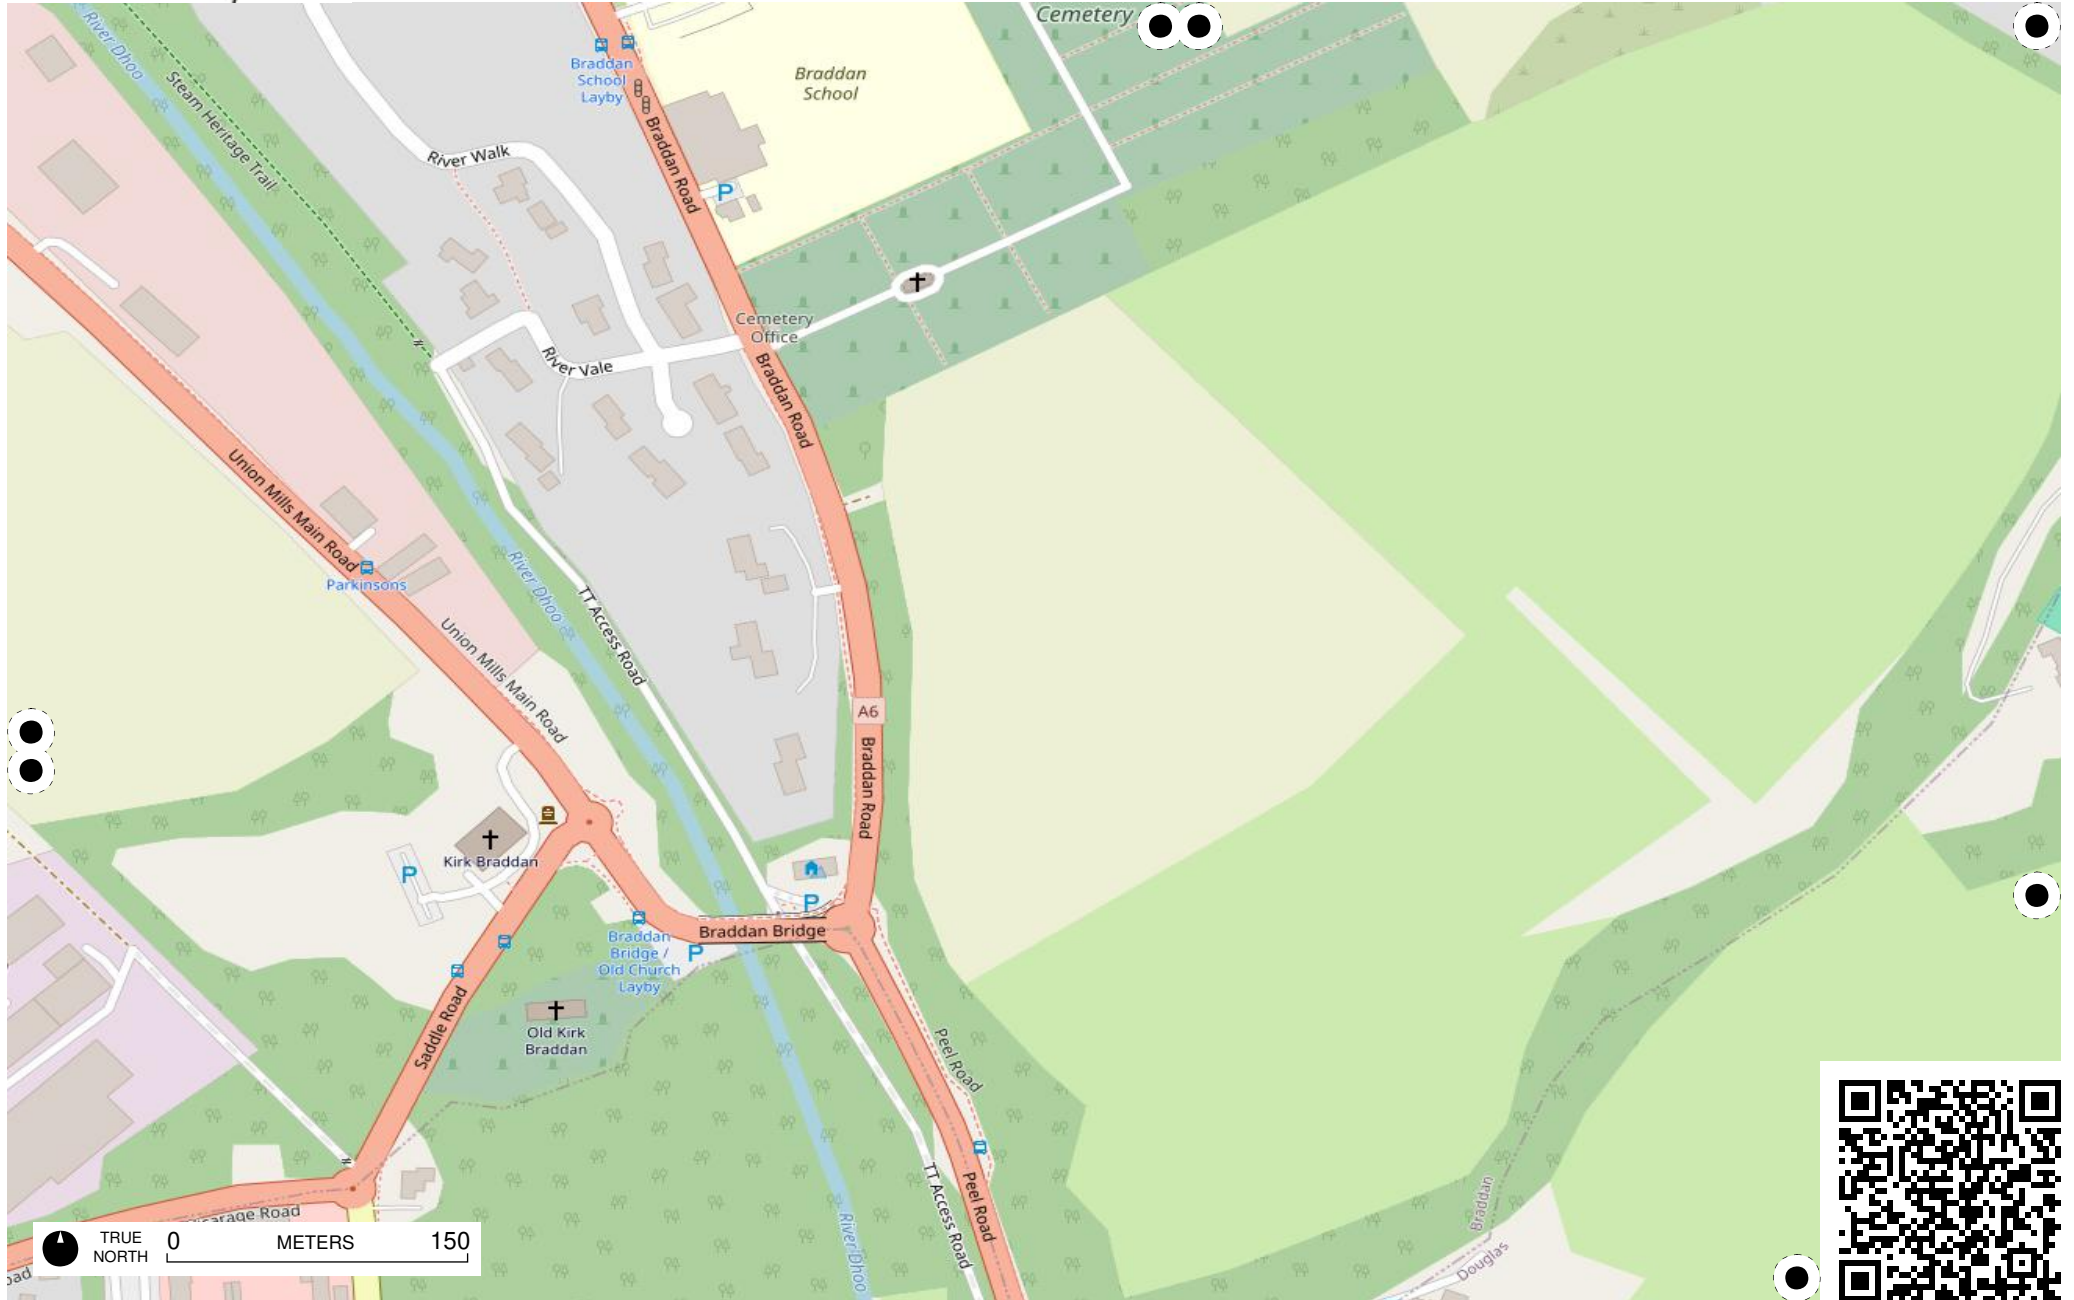 Cemetery
River Dhoo
Braddan
School
Layby
Braddan
School
Steam Heritage Trail
Braddan Road
River Walk
P
Cemetery
Office
River Vale
Braddan Road
Union Mills Main Road
Parkinsons
River Dhoo
TT Access Road
Union Mills Main Road
A6
Braddan Road
Kirk Braddan
P
P
Braddan Bridge
Braddan
Bridge /
Old Church
Layby
P
Saddle Road
Old Kirk
Braddan
Peel Road
TT Access Road
Peel Road
River Dhoo
Braddan
Douglas
TRUE
NORTH
0 METERS 150